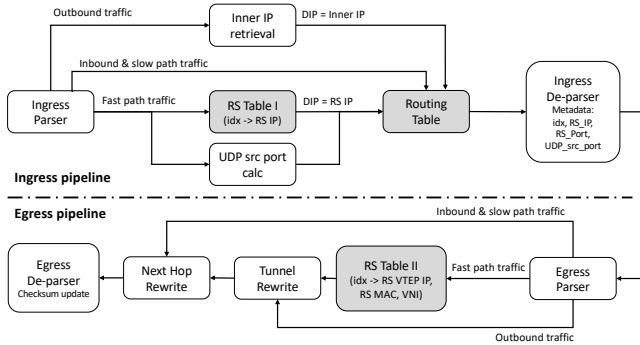 Outbound traffic
Inner IP
retrieval
DIP = Inner IP
Inbound & slow path traffic
Ingress
Parser
Fast path traffic
RS Table I
(idx -> RS IP)
DIP = RS IP
Routing
Table
Ingress
De-parser
Metadata:
idx, RS_IP,
RS_Port,
UDP_src_port
UDP src port
calc
Ingress pipeline
Egress pipeline
Inbound & slow path traffic
Egress
De-parser
Checksum update
Next Hop
Rewrite
Tunnel
Rewrite
RS Table II
(idx -> RS VTEP IP,
RS MAC, VNI)
Fast path traffic
Egress
Parser
Outbound traffic